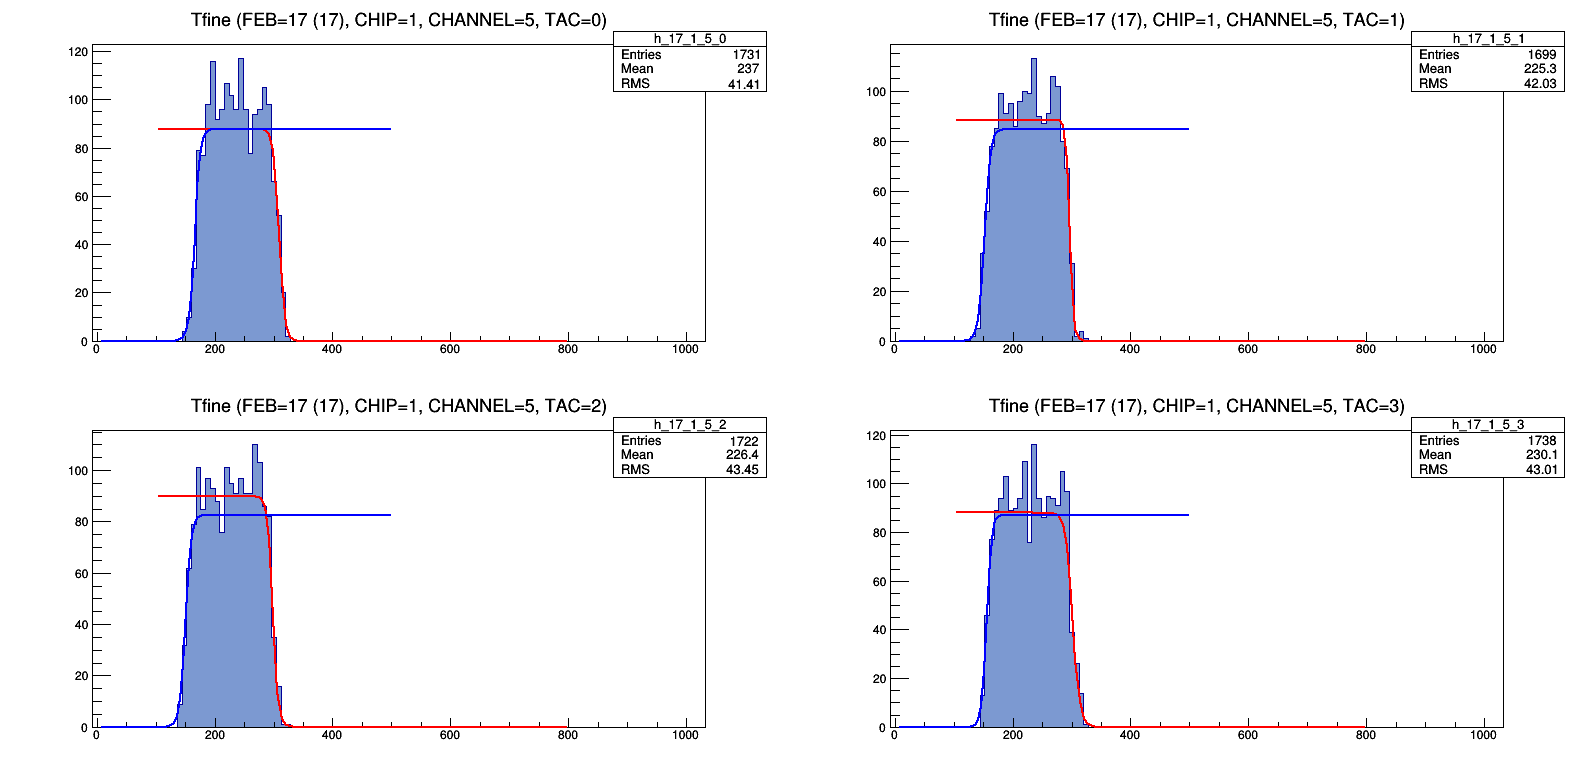 Tfine (FEB=17 (17), CHIP=1, CHANNEL=5, TAC=0)
h_17_1_5_0
Entries 1731
Mean 237
RMS 41.41
120
100
80
60
40
20
0
0 200 400 600 800 1000
Tfine (FEB=17 (17), CHIP=1, CHANNEL=5, TAC=1)
h_17_1_5_1
Entries 1699
Mean 225.3
RMS 42.03
100
80
60
40
20
0
0 200 400 600 800 1000
Tfine (FEB=17 (17), CHIP=1, CHANNEL=5, TAC=2)
h_17_1_5_2
Entries 1722
Mean 226.4
RMS 43.45
100
80
60
40
20
0
0 200 400 600 800 1000
Tfine (FEB=17 (17), CHIP=1, CHANNEL=5, TAC=3)
h_17_1_5_3
Entries 1738
Mean 230.1
RMS 43.01
120
100
80
60
40
20
0
0 200 400 600 800 1000